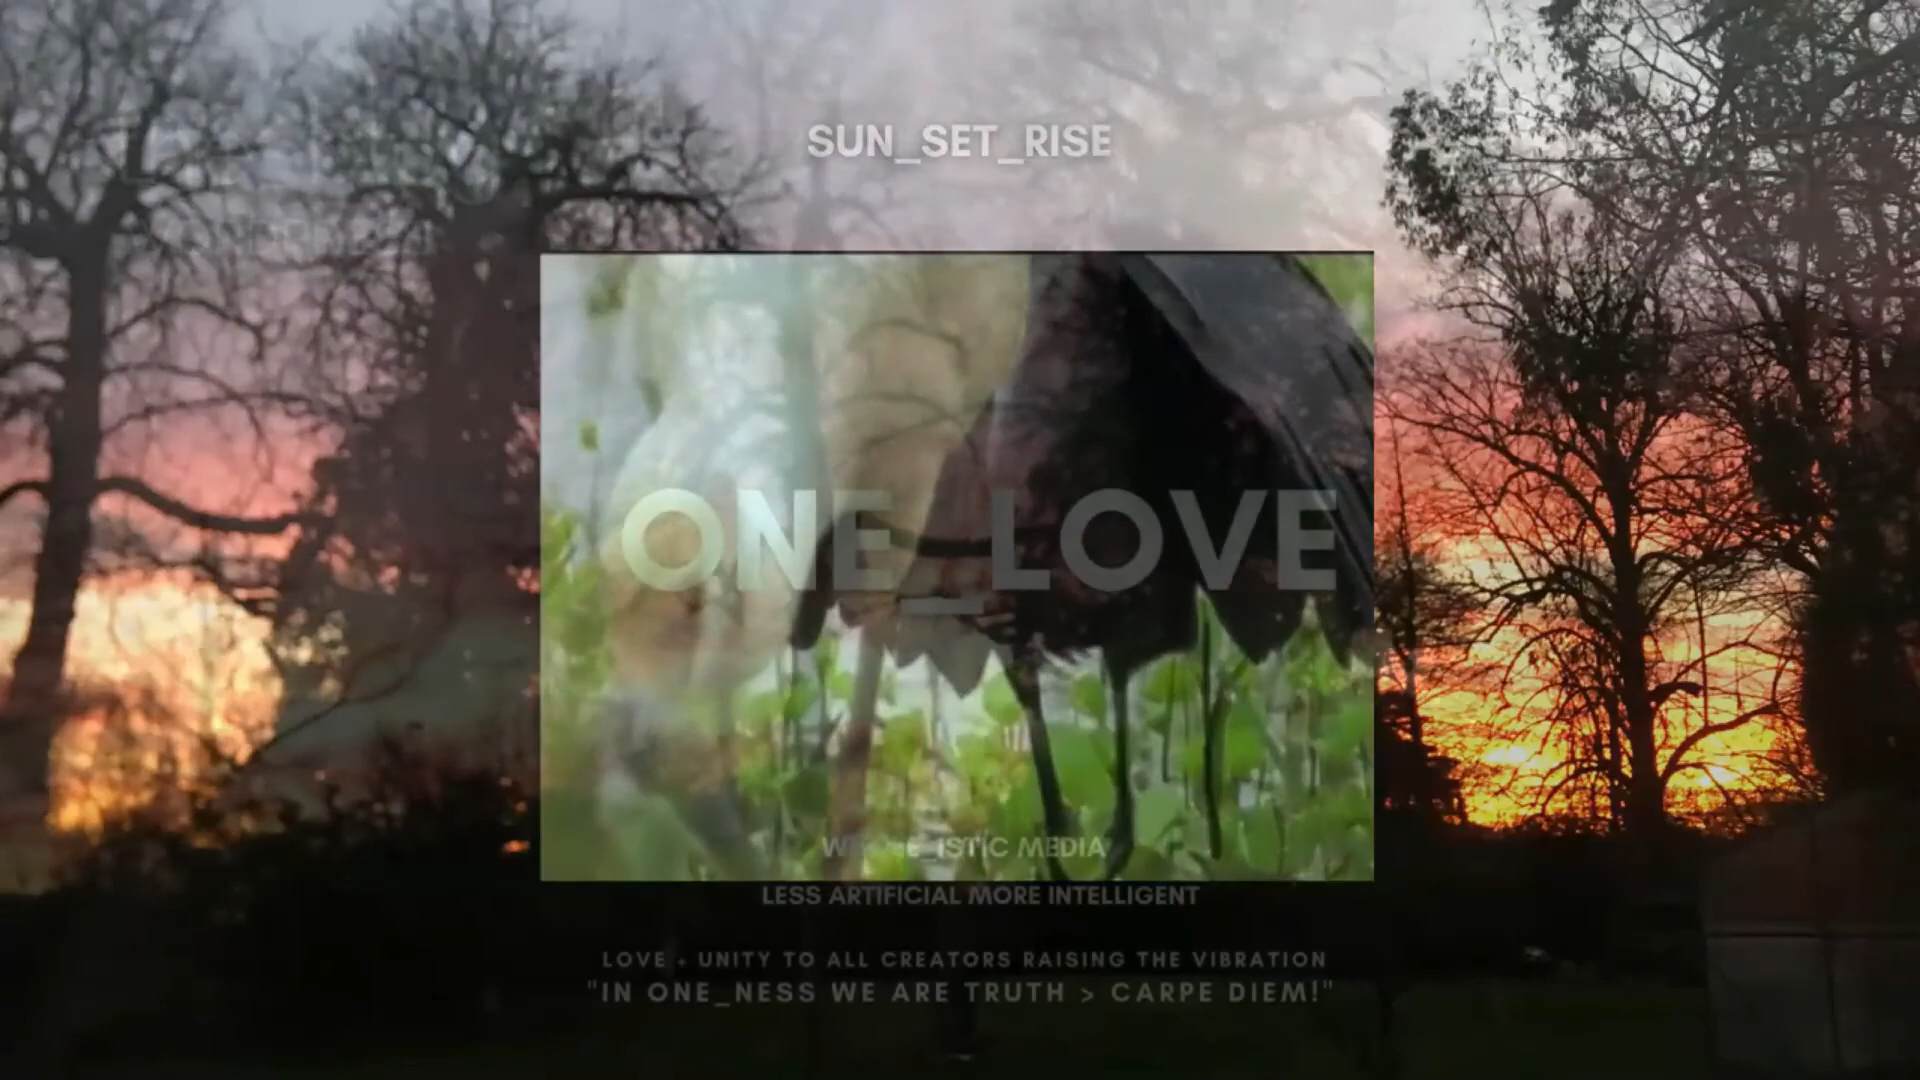 SUN_SET_RISE
ONE_LOVE
MEDIA
LESS ARTIFICIAL MORE INTELLIGENT
LOVE + UNITY TO ALL CREATORS RAISING THE VIBRATION
"IN ONE_NESS WE ARE TRUTH > CARPE DIEM!"